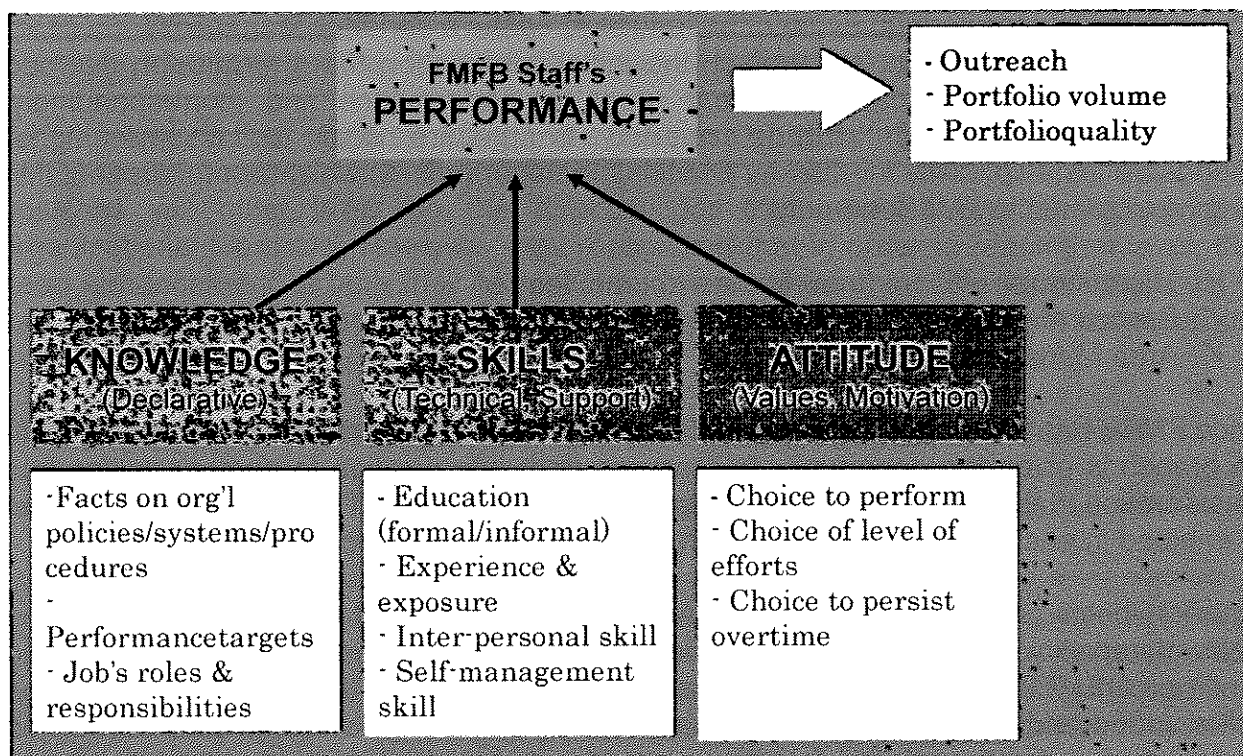 FMFB Staff's
PERFORMANCE
- Outreach
- Portfolio volume
- Portfolioquality
KNOWLEDGE
(Declarative)
SKILLS
(Technical, Support)
ATTITUDE
(Values, Motivation)
-Facts on org'l
policies/systems/pro
cedures
-
Performancetargets
- Job's roles &
responsibilities
- Education
(formal/informal)
- Experience &
exposure
- Inter-personal skill
- Self-management
skill
- Choice to perform
- Choice of level of
efforts
- Choice to persist
overtime